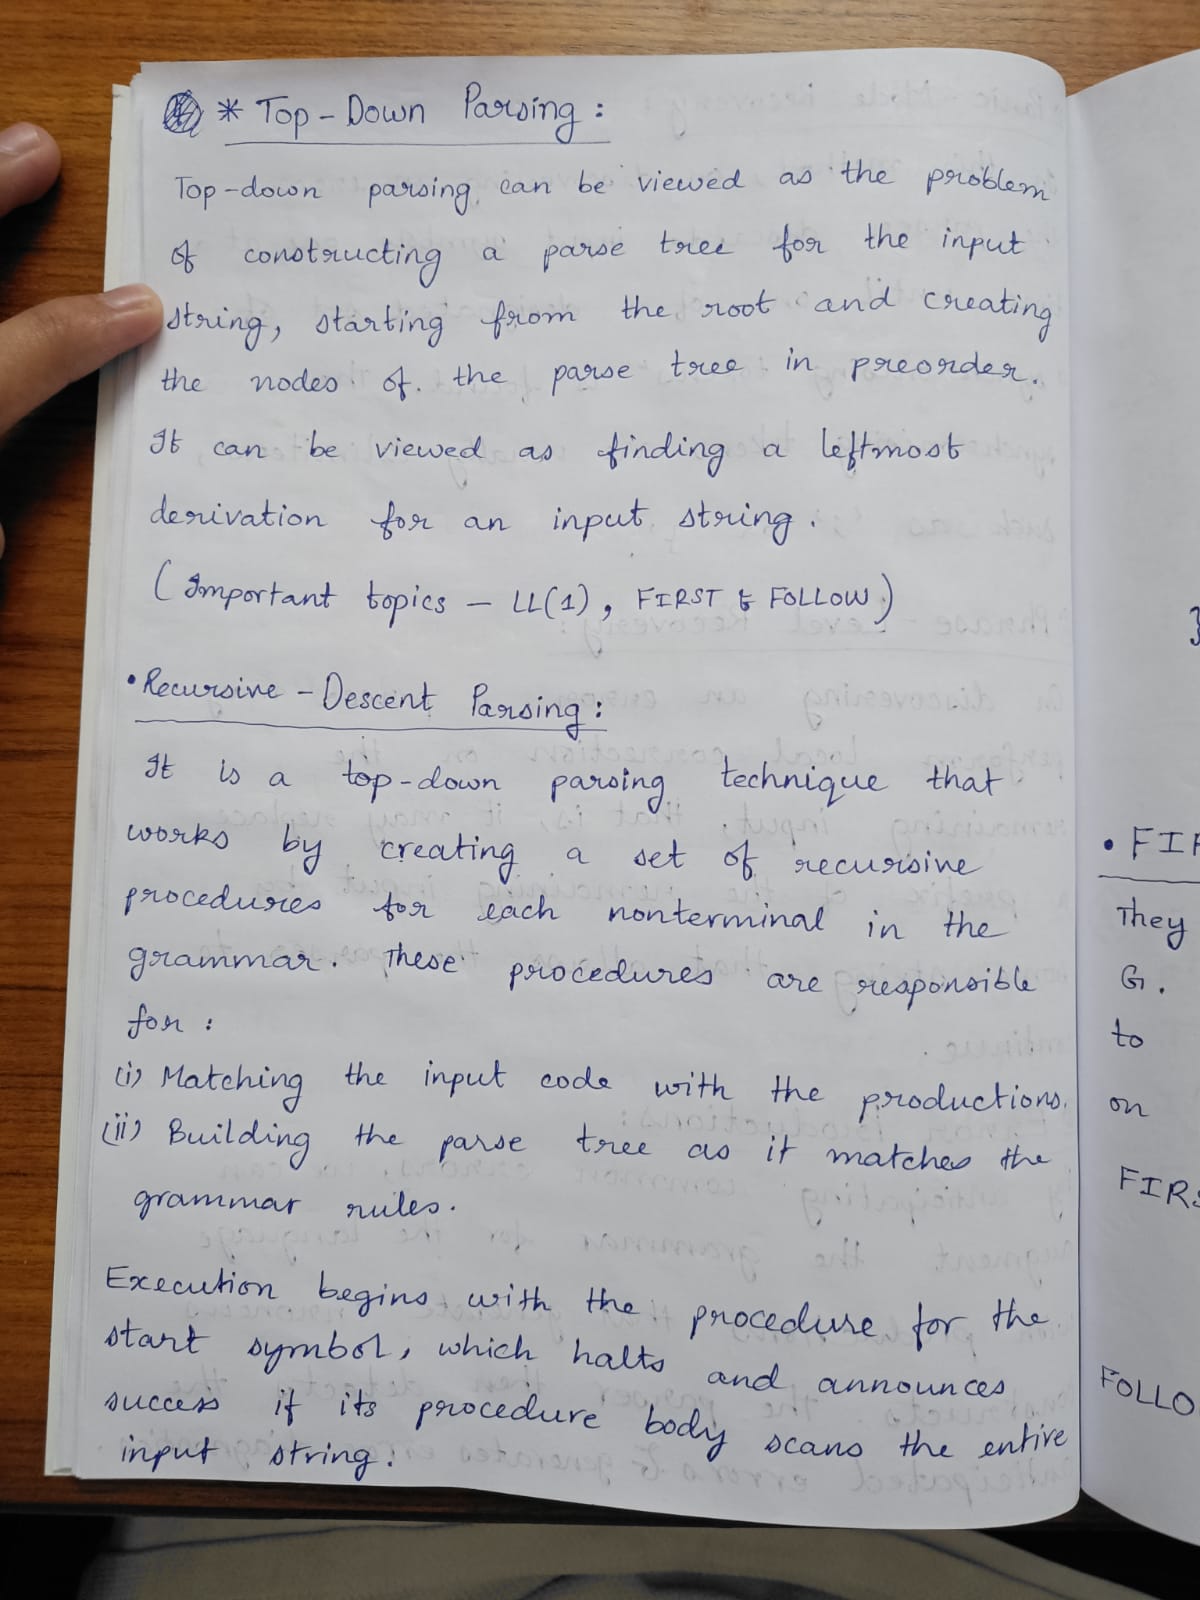 * Top-Down Parsing:
Top-down parsing can be viewed as the problem
of constructing a parse tree for the input
string, starting from the root and creating
the nodes of the parse tree in preorder.
It can be viewed as finding a leftmost
derivation for an input string.
(Important topics - LL(1), FIRST & FOLLOW)
• Recursive-Descent Parsing:
It is a top-down parsing technique that
works by creating a set of recursive
procedures for each nonterminal in the
grammar. These procedures are responsible
for:
(i) Matching the input code with the productions.
(ii) Building the parse tree as it matches the
grammar rules.
Execution begins with the procedure for the
start symbol, which halts and announces
success if its procedure body scans the entire
input string.
}
• FIR
They
G.
to
on
FIRS
FOLLO